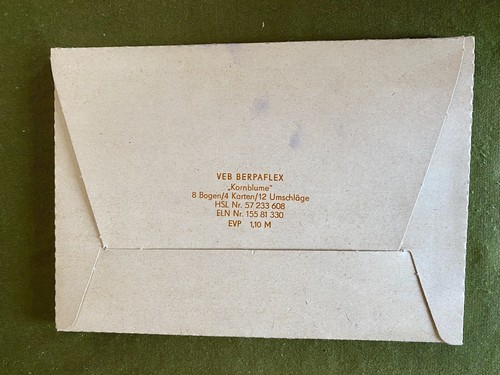 VEB BERPAFLEX
„Kornblume"
8 Bogen/4 Karten/12 Umschläge
HSL Nr. 57 233 608
ELN Nr. 155 81 330
EVP 1,10 M